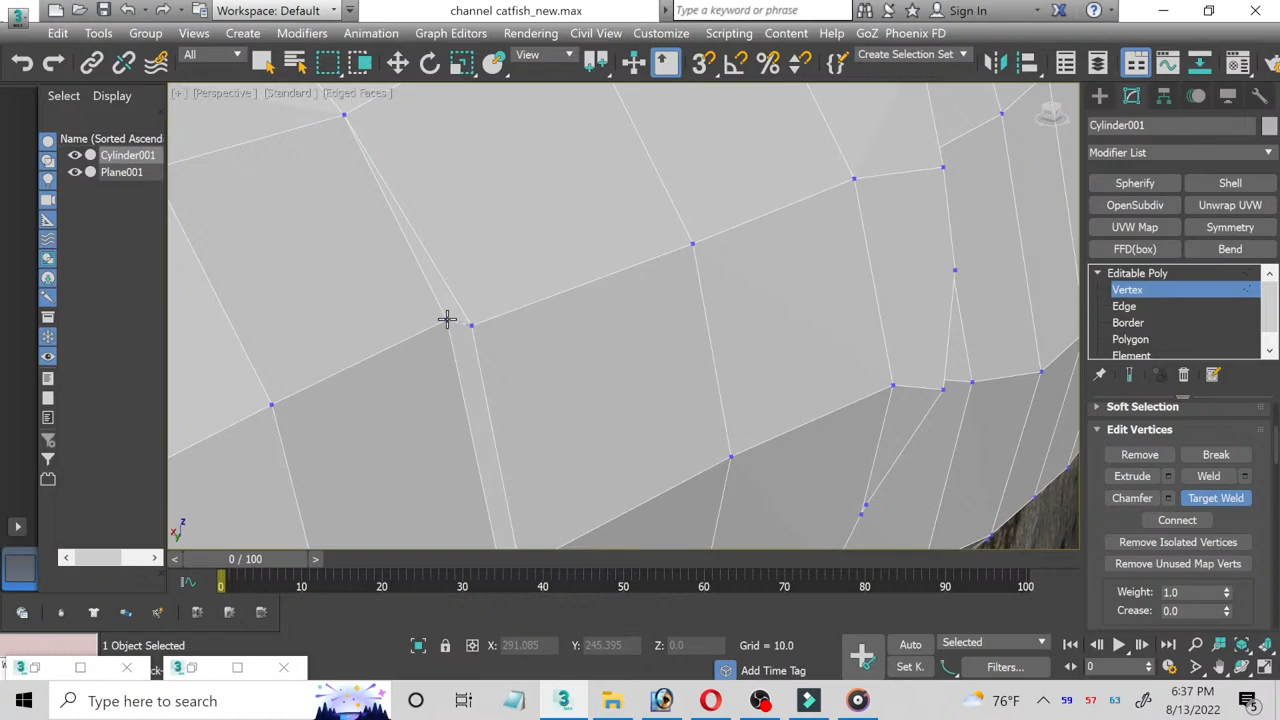 Workspace: Default
channel catfish_new.max
Type a keyword or phrase
Sign In
Edit Tools Group Views Create Modifiers Animation Graph Editors Rendering Civil View Customize Scripting Content Help GoZ Phoenix FD
All
View
Create Selection Set
Select Display
Name (Sorted Ascend
Cylinder001
Plane001
[+] [Perspective] [Standard] [Edged Faces]
Cylinder001
Modifier List
Spherify Shell
OpenSubdiv Unwrap UVW
UVW Map Symmetry
FFD(box) Bend
Editable Poly
Vertex
Edge
Border
Polygon
Element
Soft Selection
Edit Vertices
Remove Break
Extrude Weld
Chamfer Target Weld
Connect
Remove Isolated Vertices
Remove Unused Map Verts
Weight: 1.0
Crease: 0.0
z
0 / 100
0 10 20 30 40 50 60 70 80 90 100
1 Object Selected
X: 291.085 Y: 245.395 Z: 0.0 Grid = 10.0
Auto Selected
Add Time Tag
Set K. Filters...
0
Type here to search
76°F
59 57 63
6:37 PM
8/13/2022
5